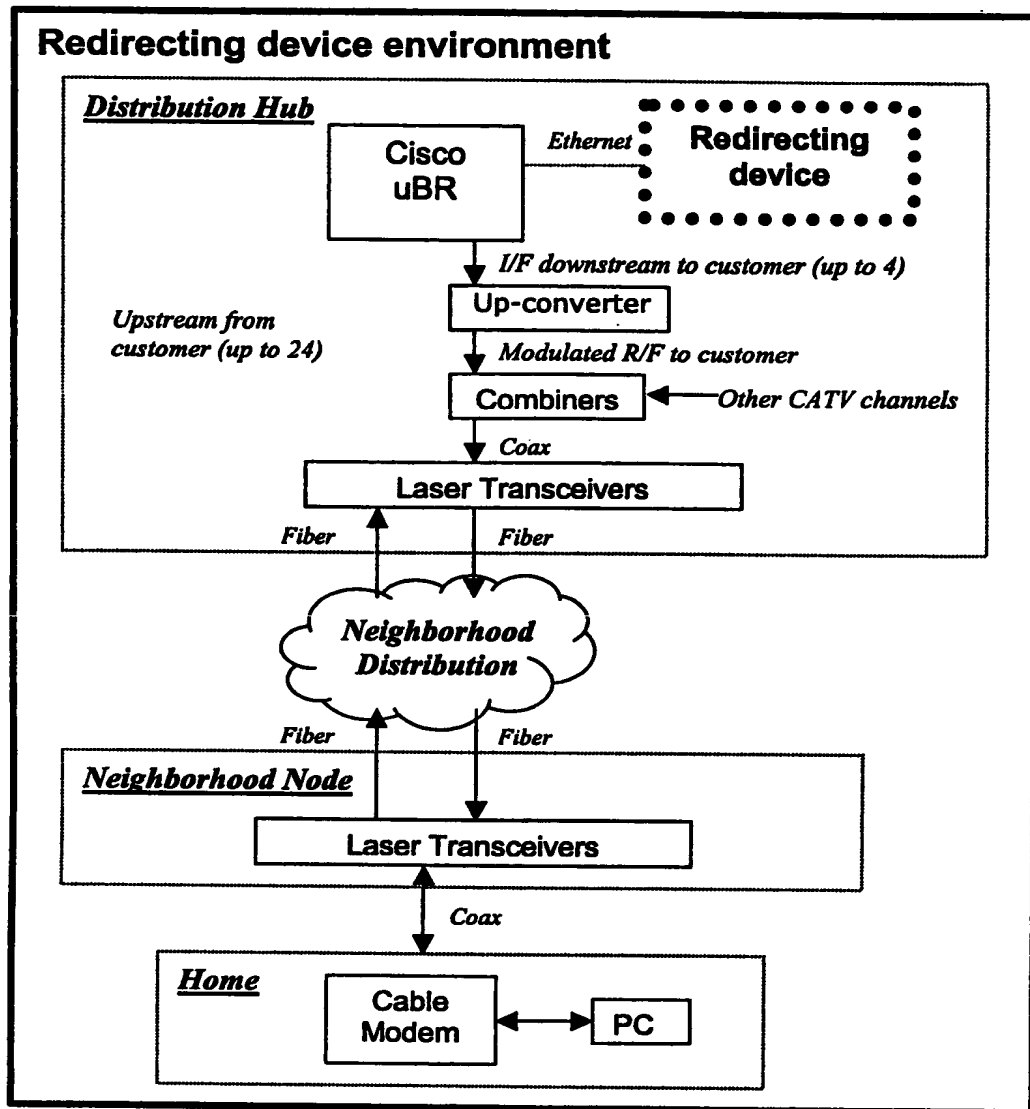 Redirecting device environment
Distribution Hub
Cisco
uBR
Ethernet
Redirecting
device
I/F downstream to customer (up to 4)
Up-converter
Upstream from
customer (up to 24)
Modulated R/F to customer
Combiners
Other CATV channels
Coax
Laser Transceivers
Fiber
Fiber
Neighborhood
Distribution
Fiber
Fiber
Neighborhood Node
Laser Transceivers
Coax
Home
Cable
Modem
PC